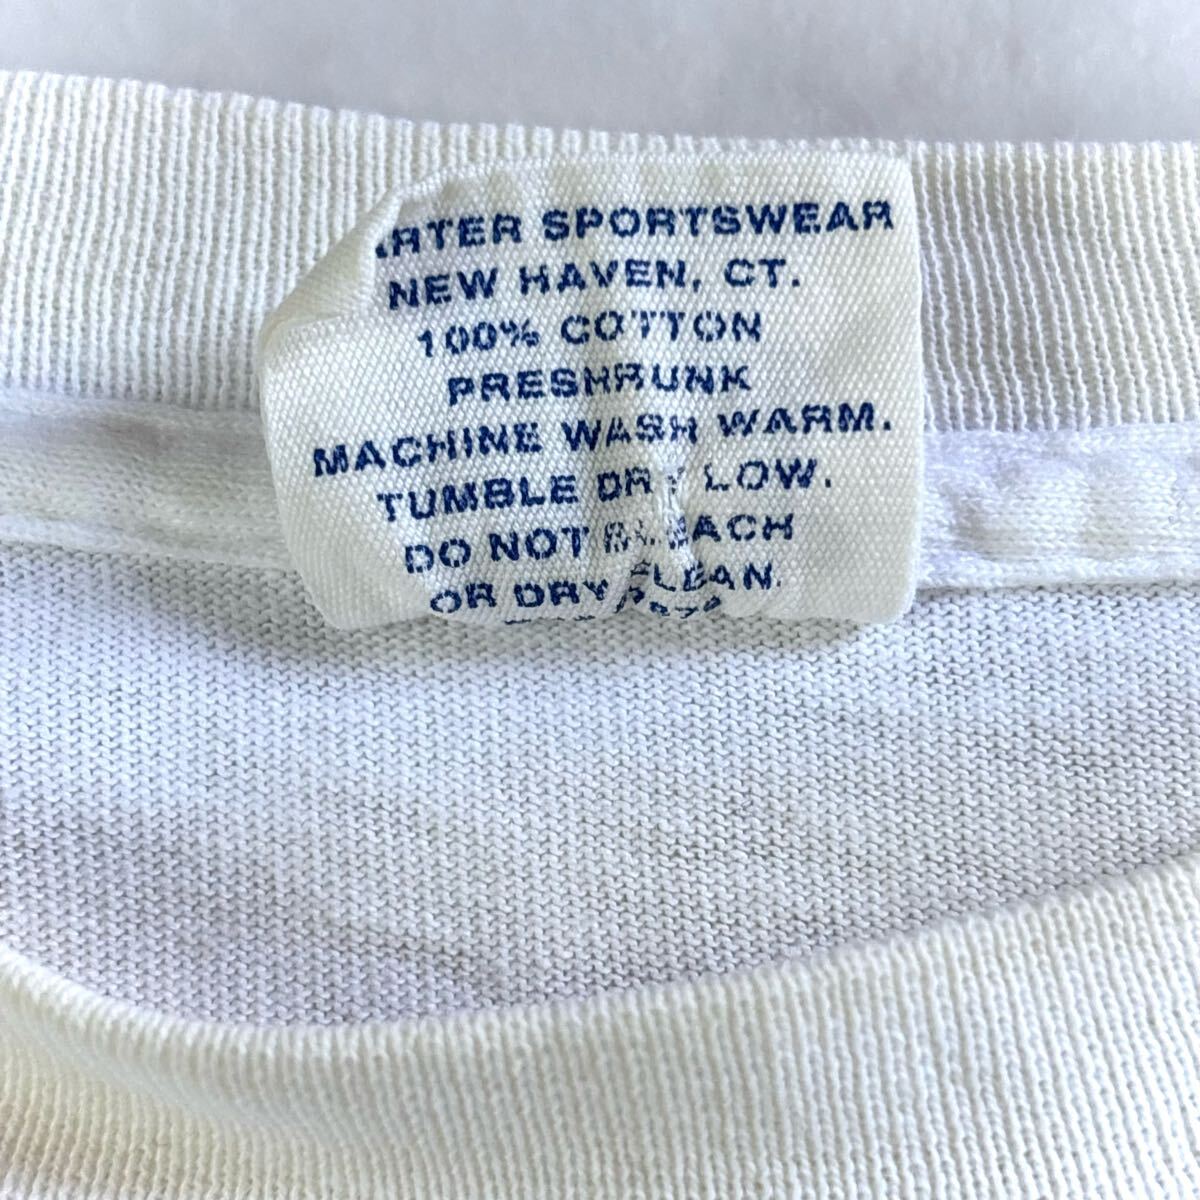 ARTER SPORTSWEAR
NEW HAVEN, CT.
100% COTTON
PRESHRUNK
MACHINE WASH WARM.
TUMBLE DRY LOW.
DO NOT BLEACH
OR DRY CLEAN.